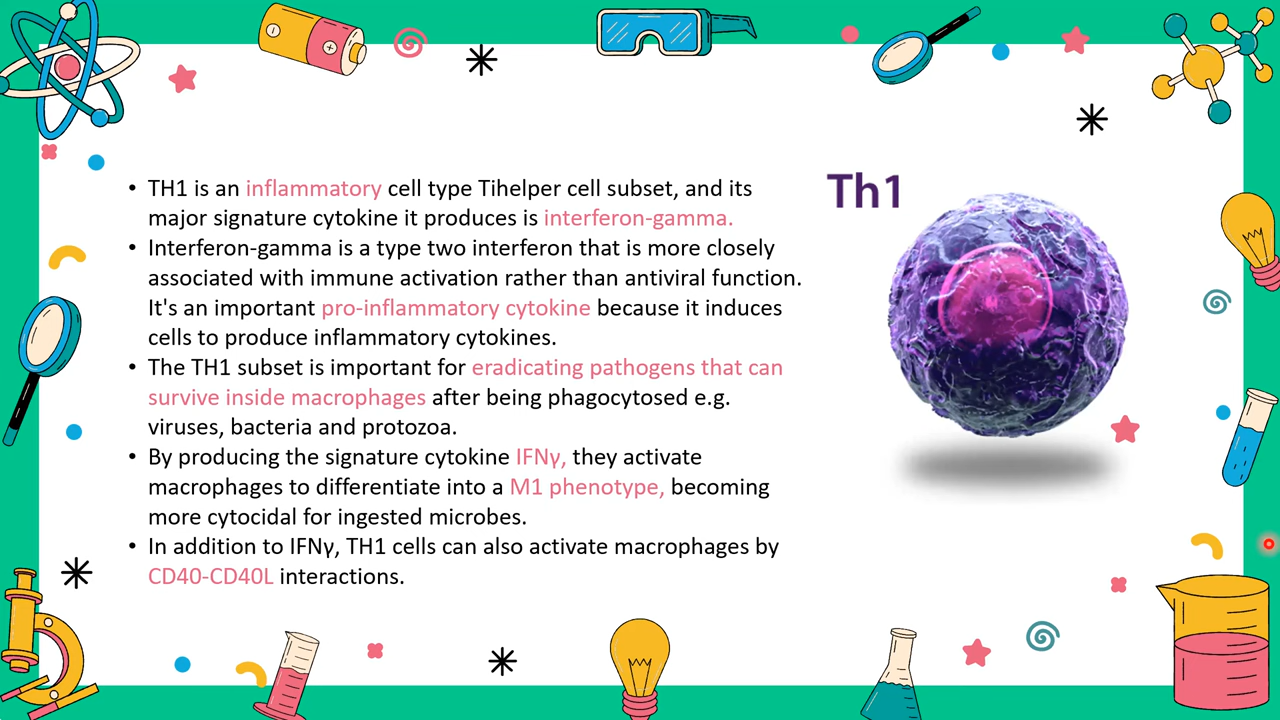 Th1
• TH1 is an inflammatory cell type Tihelper cell subset, and its
major signature cytokine it produces is interferon-gamma.
• Interferon-gamma is a type two interferon that is more closely
associated with immune activation rather than antiviral function.
It's an important pro-inflammatory cytokine because it induces
cells to produce inflammatory cytokines.
• The TH1 subset is important for eradicating pathogens that can
survive inside macrophages after being phagocytosed e.g.
viruses, bacteria and protozoa.
• By producing the signature cytokine IFNγ, they activate
macrophages to differentiate into a M1 phenotype, becoming
more cytocidal for ingested microbes.
• In addition to IFNγ, TH1 cells can also activate macrophages by
CD40-CD40L interactions.